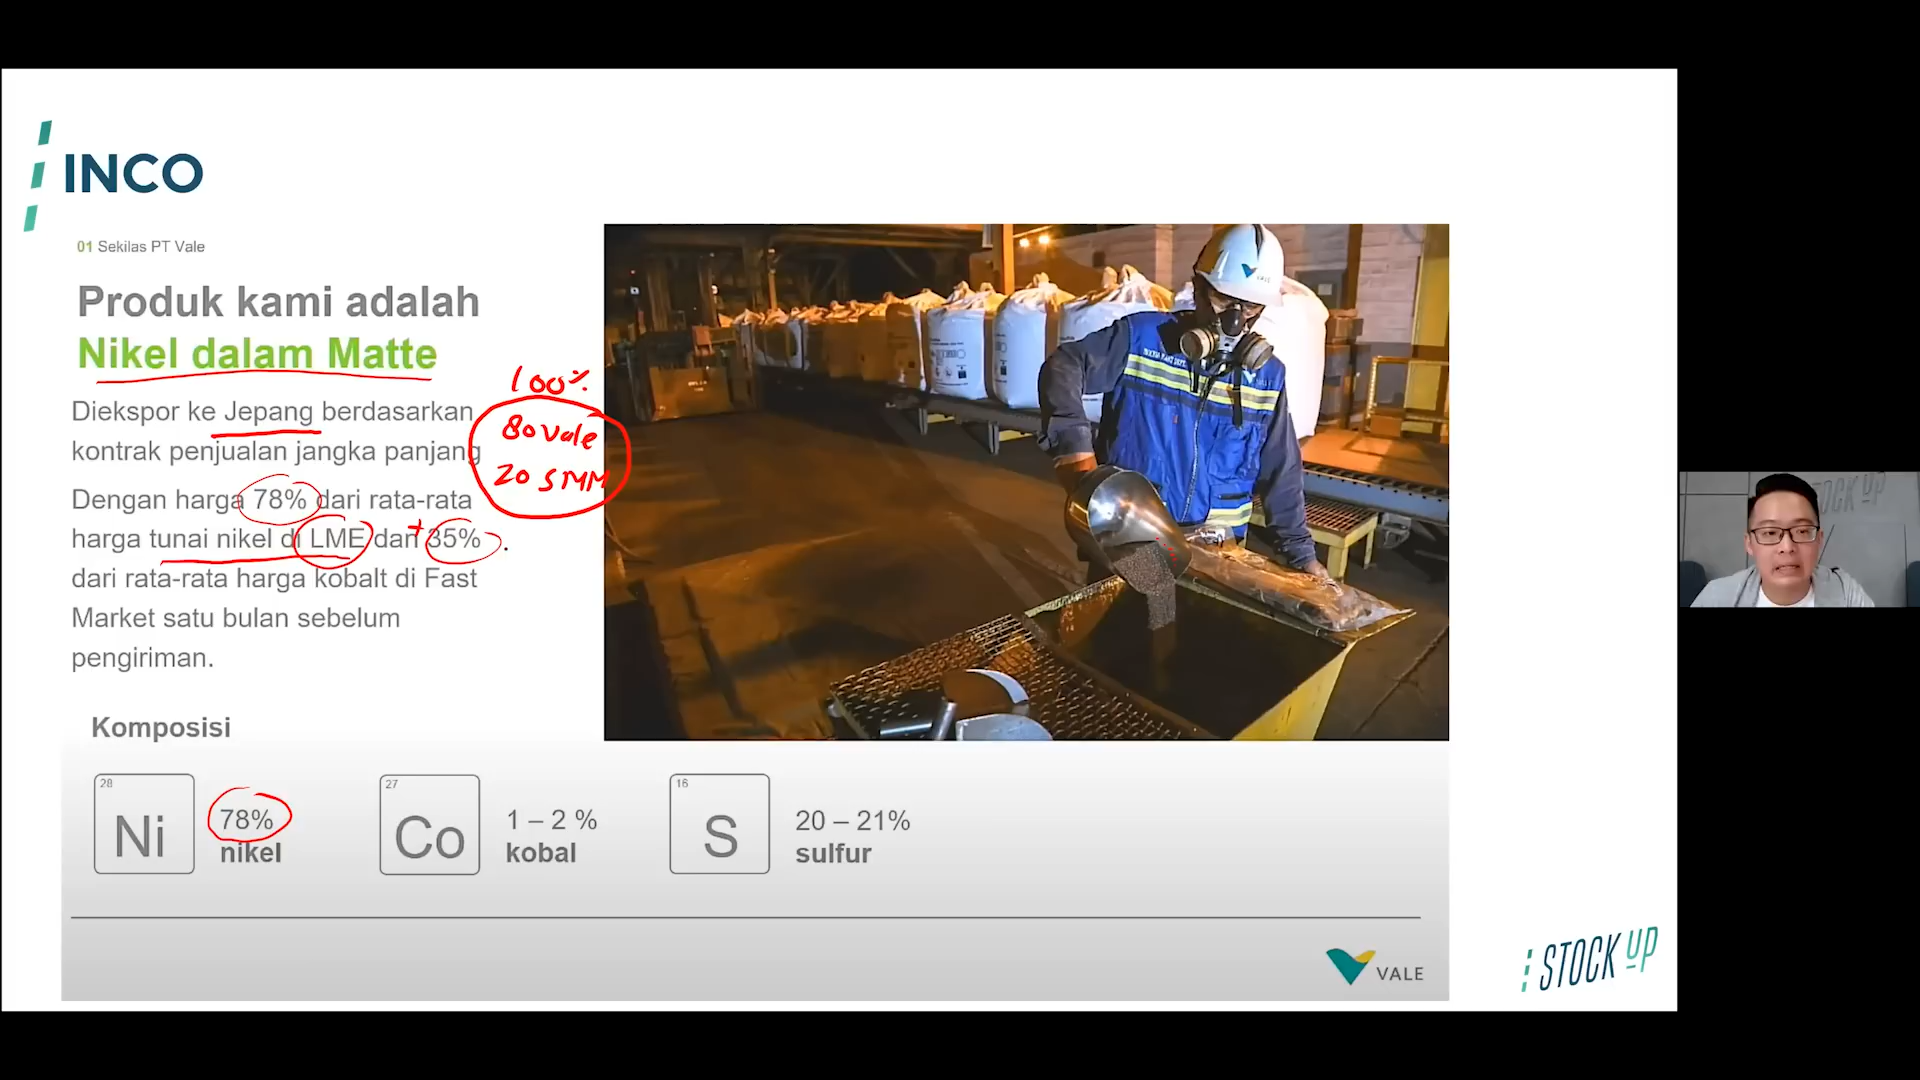 INCO
01 Sekilas PT Vale
Produk kami adalah
Nikel dalam Matte
100%
Diekspor ke Jepang berdasarkan
kontrak penjualan jangka panjang
80 vale
20 SMM
Dengan harga 78% dari rata-rata
harga tunai nikel di LME dan + 35%
dari rata-rata harga kobalt di Fast
Market satu bulan sebelum
pengiriman.
Komposisi
28
Ni
78%
nikel
27
Co
1 – 2 %
kobal
16
S
20 – 21%
sulfur
VALE
STOCK UP
STOCK UP